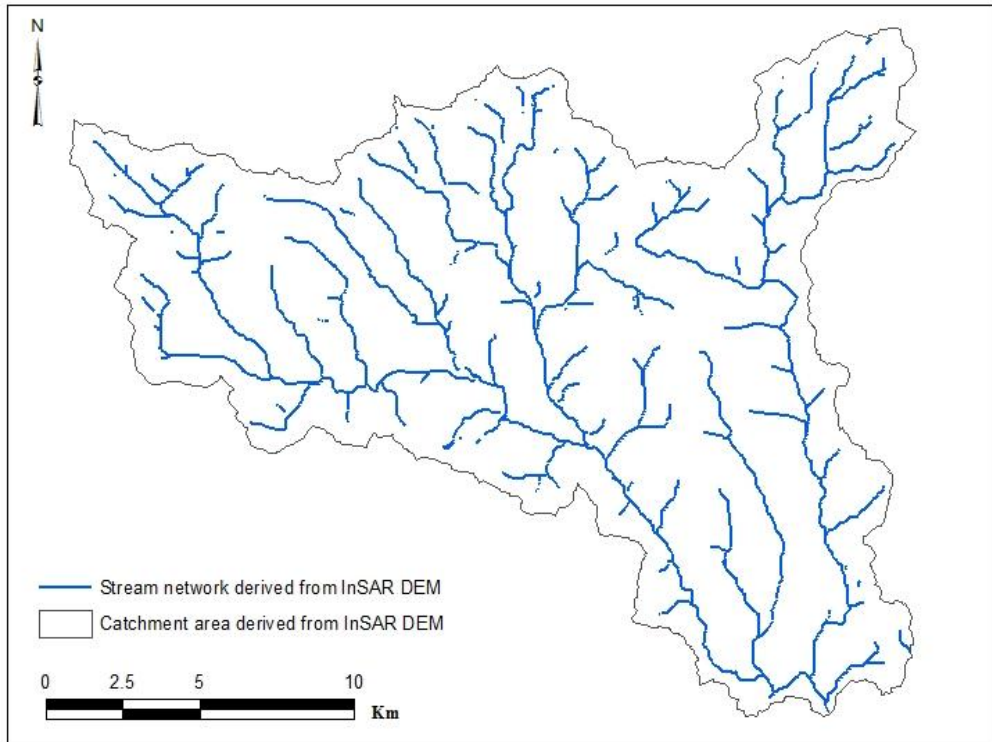 N
Stream network derived from InSAR DEM
Catchment area derived from InSAR DEM
0 2.5 5 10
Km